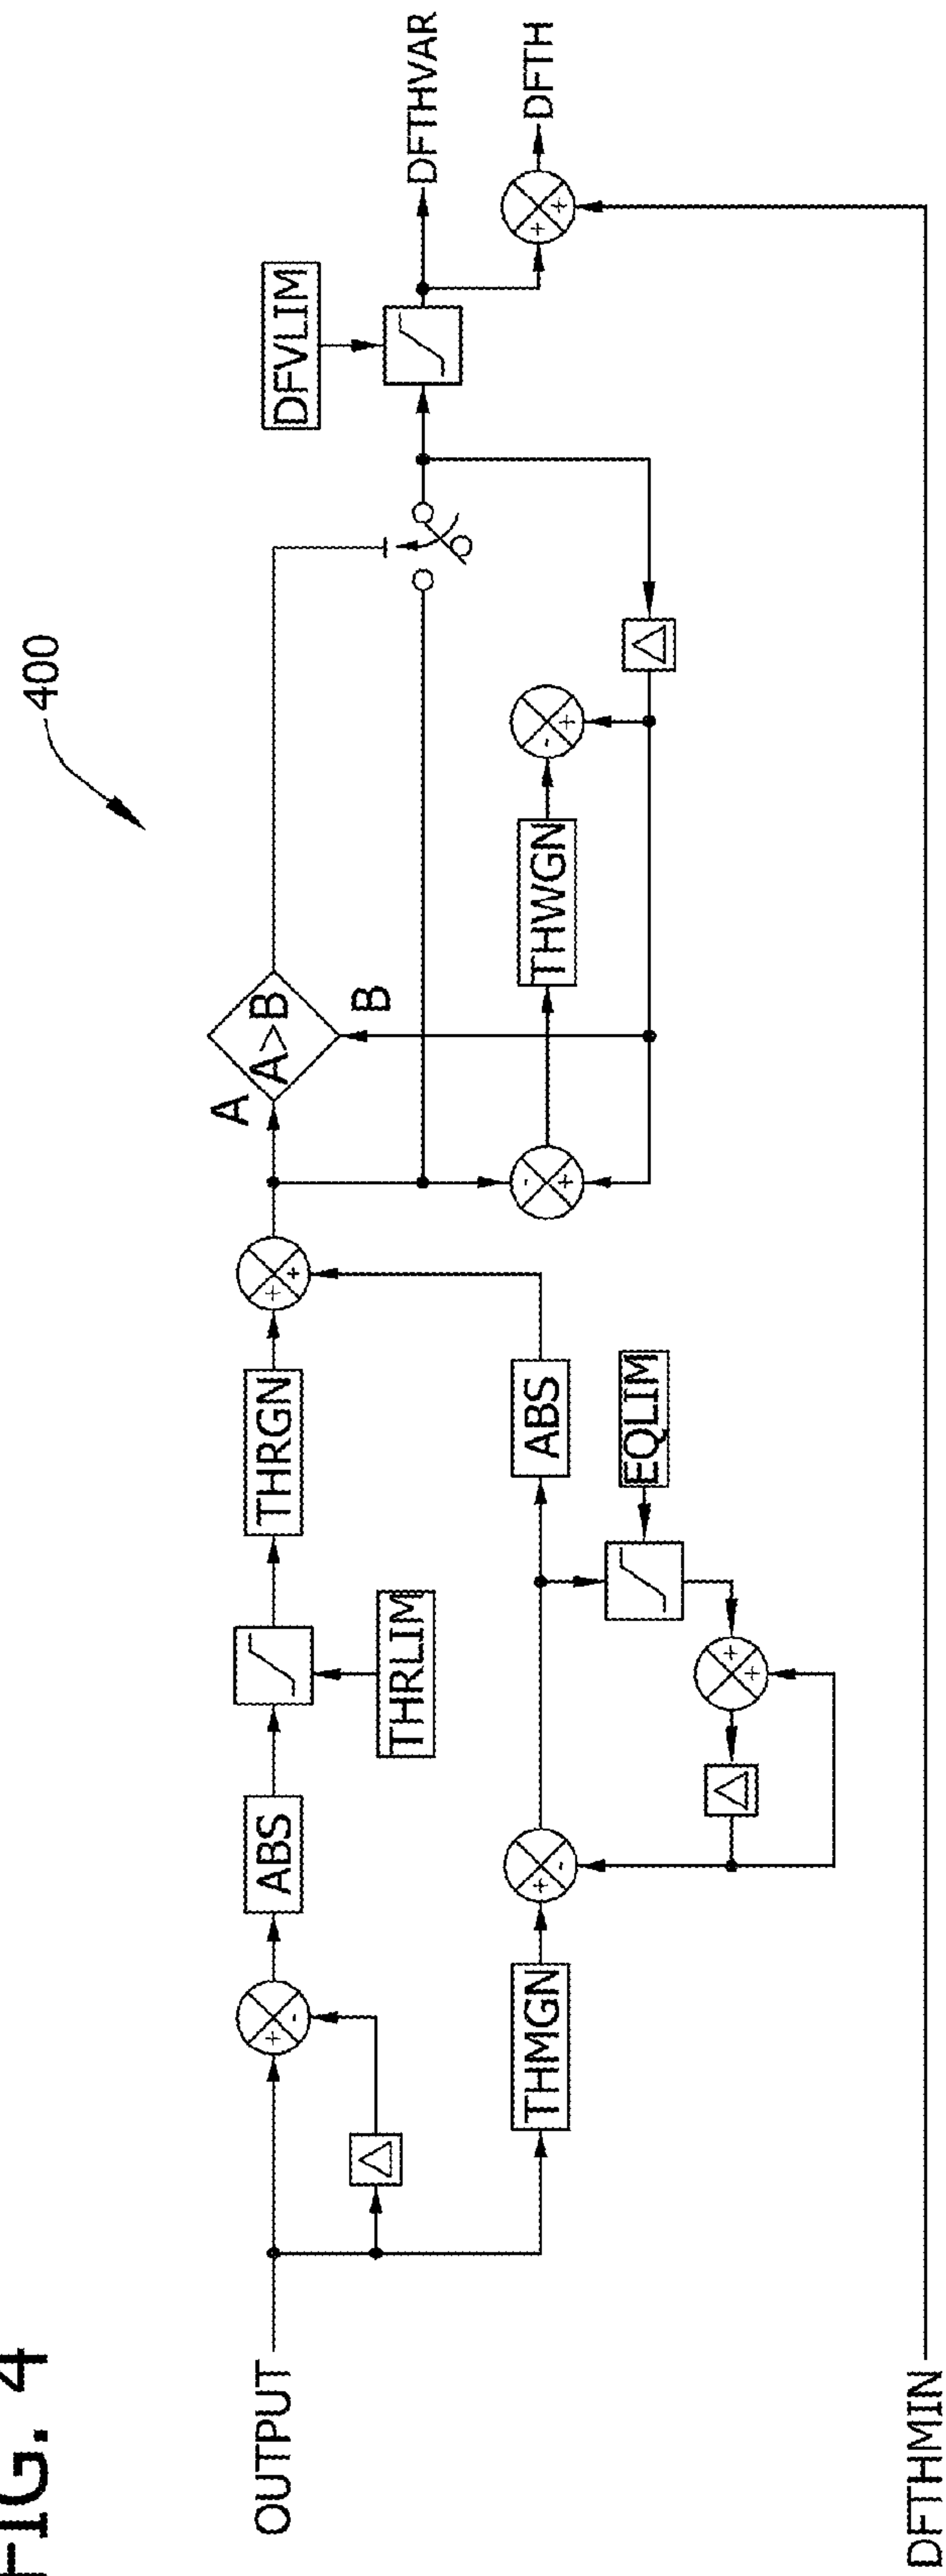 FIG. 4
400
OUTPUT
+
-
ABS
THRLIM
THRGN
+
+
A
A>B
B
DFVLIM
DFTHVAR
+
+
DFTH
THMGN
+
-
ABS
EQLIM
+
+
-
+
THWGN
-
+
DFTHMIN